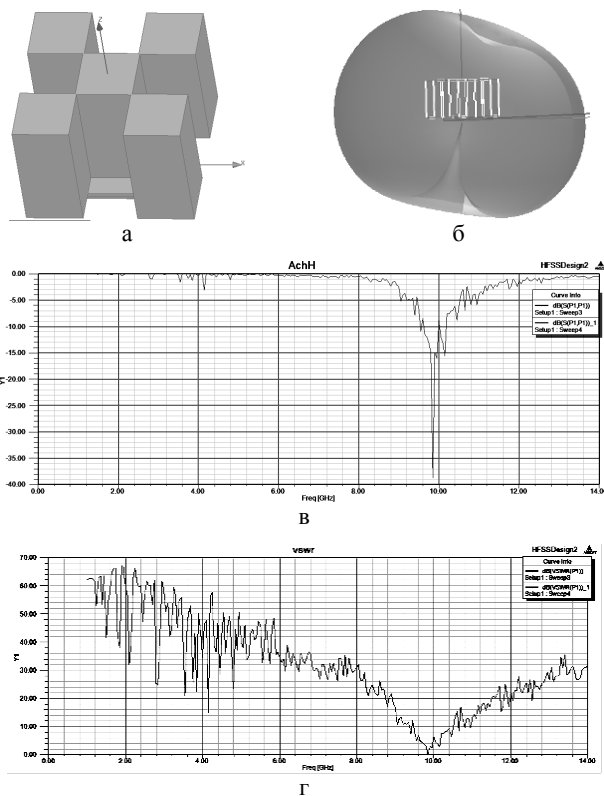 z
x
а
б
AchH
HFSSDesign2
Curve Info
dB(S(P1,P1))
Setup1 : Sweep3
dB(S(P1,P1))_1
Setup1 : Sweep4
Y1
0.00
-5.00
-10.00
-15.00
-20.00
-25.00
-30.00
-35.00
-40.00
0.00 2.00 4.00 6.00 8.00 10.00 12.00 14.00
Freq [GHz]
в
vswr
HFSSDesign2
Curve Info
dB(VSWR(P1))
Setup1 : Sweep3
dB(VSWR(P1))_1
Setup1 : Sweep4
Y1
70.00
60.00
50.00
40.00
30.00
20.00
10.00
0.00
0.00 2.00 4.00 6.00 8.00 10.00 12.00 14.00
Freq [GHz]
г